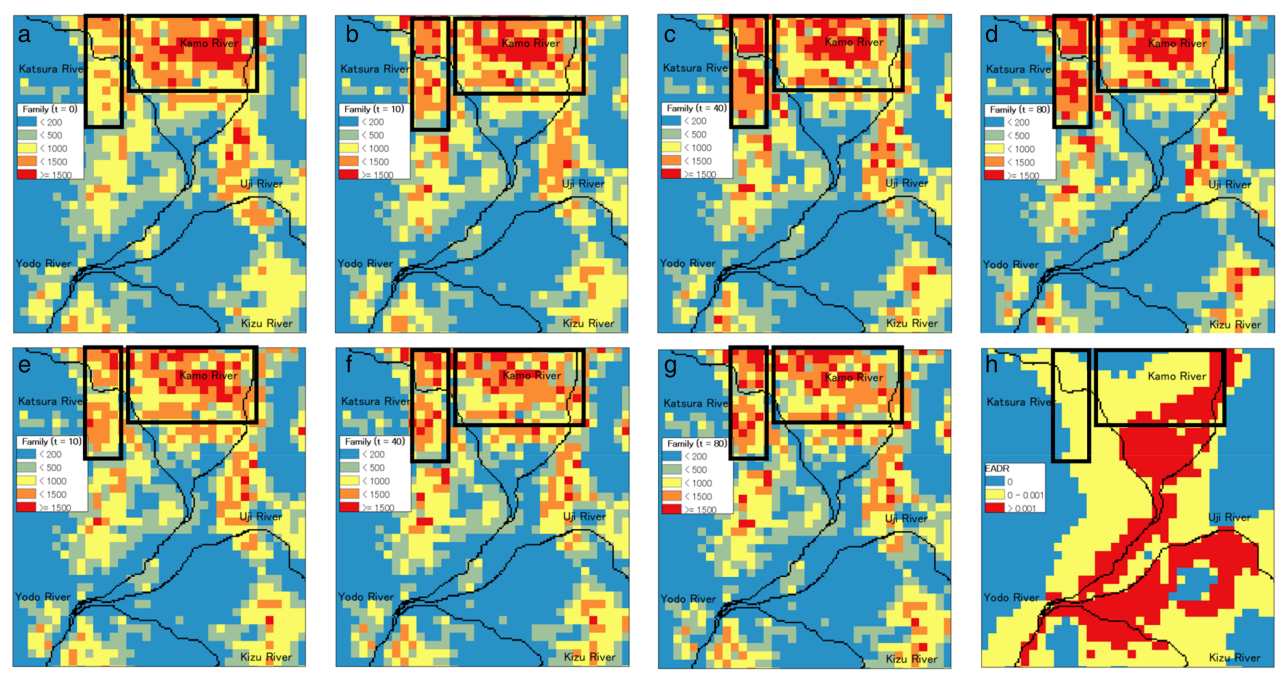 a
Kamo River
Katsura River
Family (t = 0)
< 200
< 500
< 1000
< 1500
>= 1500
Uji River
Yodo River
Kizu River
b
Kamo River
Katsura River
Family (t = 10)
< 200
< 500
< 1000
< 1500
>= 1500
Uji River
Yodo River
Kizu River
c
Kamo River
Katsura River
Family (t = 40)
< 200
< 500
< 1000
< 1500
>= 1500
Uji River
Yodo River
Kizu River
d
Kamo River
Katsura River
Family (t = 80)
< 200
< 500
< 1000
< 1500
>= 1500
Uji River
Yodo River
Kizu River
e
Kamo River
Katsura River
Family (t = 10)
< 200
< 500
< 1000
< 1500
>= 1500
Uji River
Yodo River
Kizu River
f
Kamo River
Katsura River
Family (t = 40)
< 200
< 500
< 1000
< 1500
>= 1500
Uji River
Yodo River
Kizu River
g
Kamo River
Katsura River
Family (t = 80)
< 200
< 500
< 1000
< 1500
>= 1500
Uji River
Yodo River
Kizu River
h
Kamo River
Katsura River
EADR
0
0 - 0.001
> 0.001
Uji River
Yodo River
Kizu River